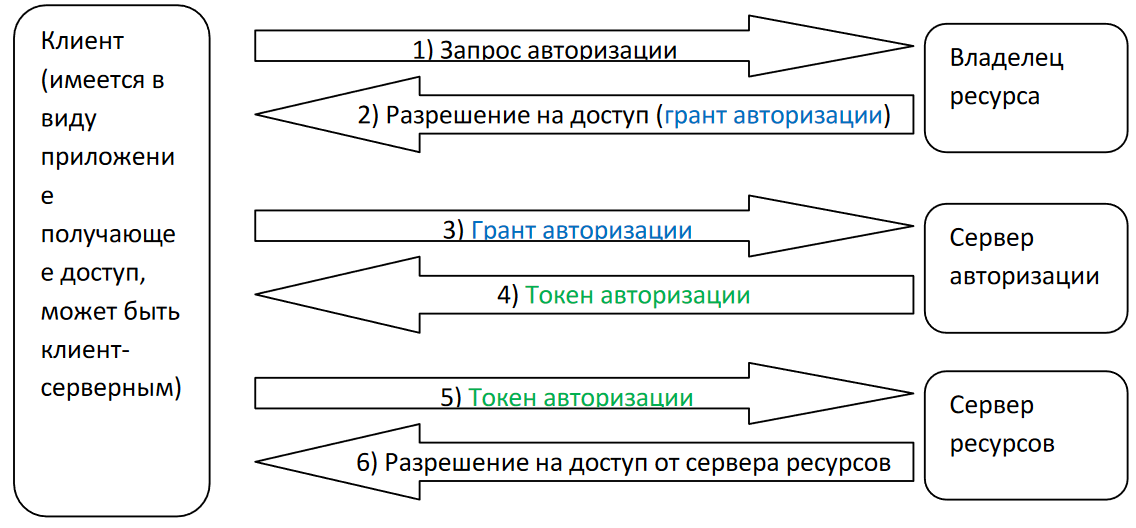 Клиент
(имеется в
виду
приложени
е
получающе
е доступ,
может быть
клиент-
серверным)
1) Запрос авторизации
2) Разрешение на доступ (грант авторизации)
Владелец
ресурса
3) Грант авторизации
4) Токен авторизации
Сервер
авторизации
5) Токен авторизации
6) Разрешение на доступ от сервера ресурсов
Сервер
ресурсов